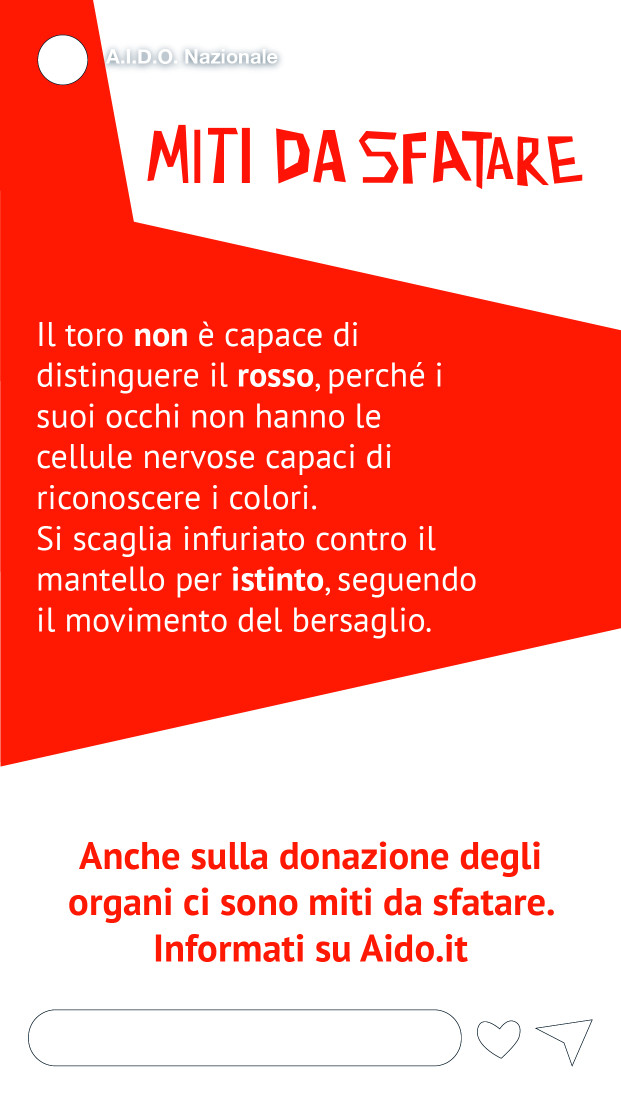 A.I.D.O. Nazionale
MITI DA SFATARE
Il toro non è capace di
distinguere il rosso, perché i
suoi occhi non hanno le
cellule nervose capaci di
riconoscere i colori.
Si scaglia infuriato contro il
mantello per istinto, seguendo
il movimento del bersaglio.
Anche sulla donazione degli
organi ci sono miti da sfatare.
Informati su Aido.it